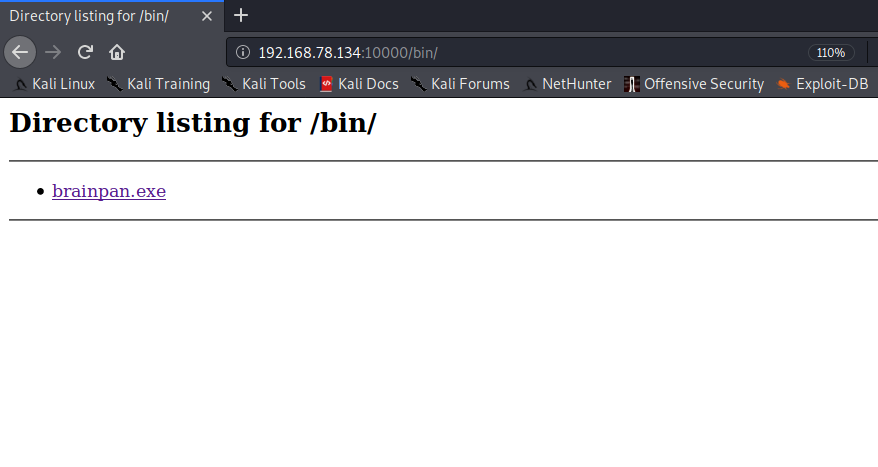 Directory listing for /bin/
192.168.78.134:10000/bin/ 110%
Kali Linux Kali Training Kali Tools Kali Docs Kali Forums NetHunter Offensive Security Exploit-DB
Directory listing for /bin/
brainpan.exe